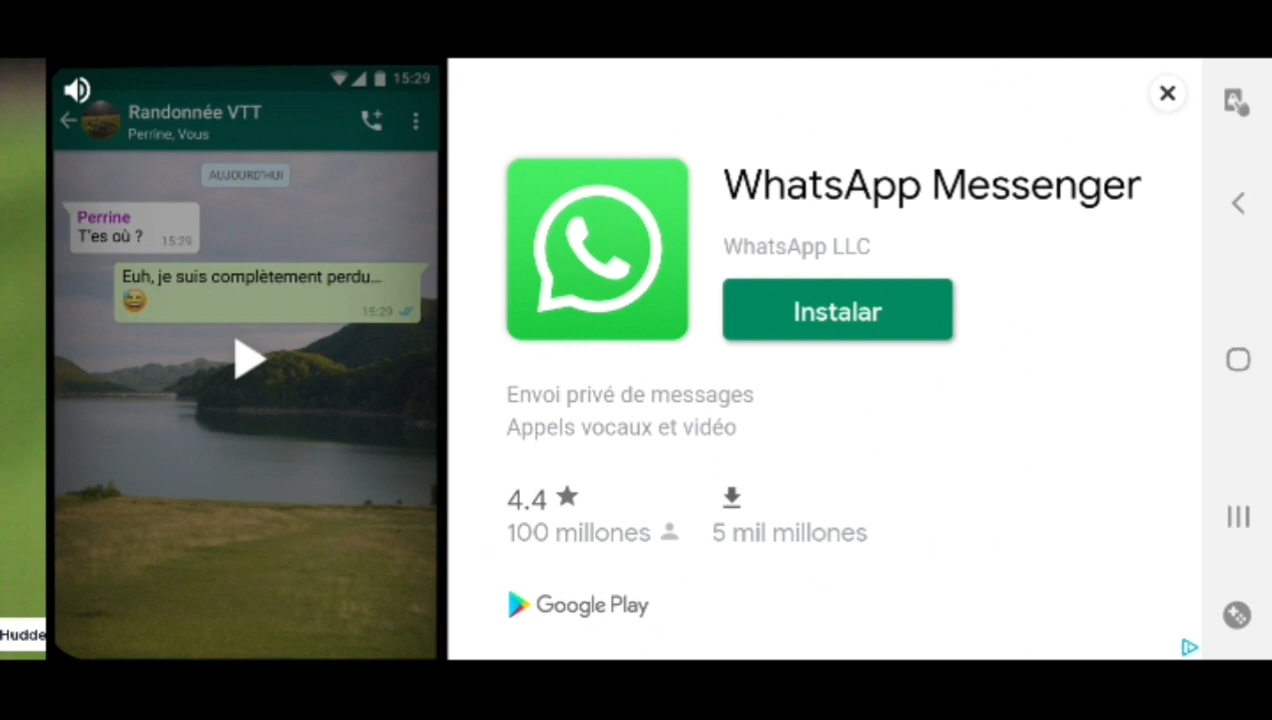 15:29
Randonnée VTT
Perrine, Vous
AUJOURD'HUI
Perrine
T'es où ?
15:29
Euh, je suis complètement perdu...
15:29
Hudde
WhatsApp Messenger
WhatsApp LLC
Instalar
Envoi privé de messages
Appels vocaux et vidéo
4.4
100 millones
5 mil millones
Google Play